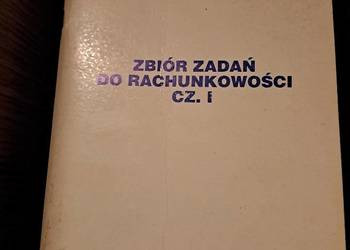 ZBIÓR ZADAŃ
DO RACHUNKOWOŚCI
CZ. I